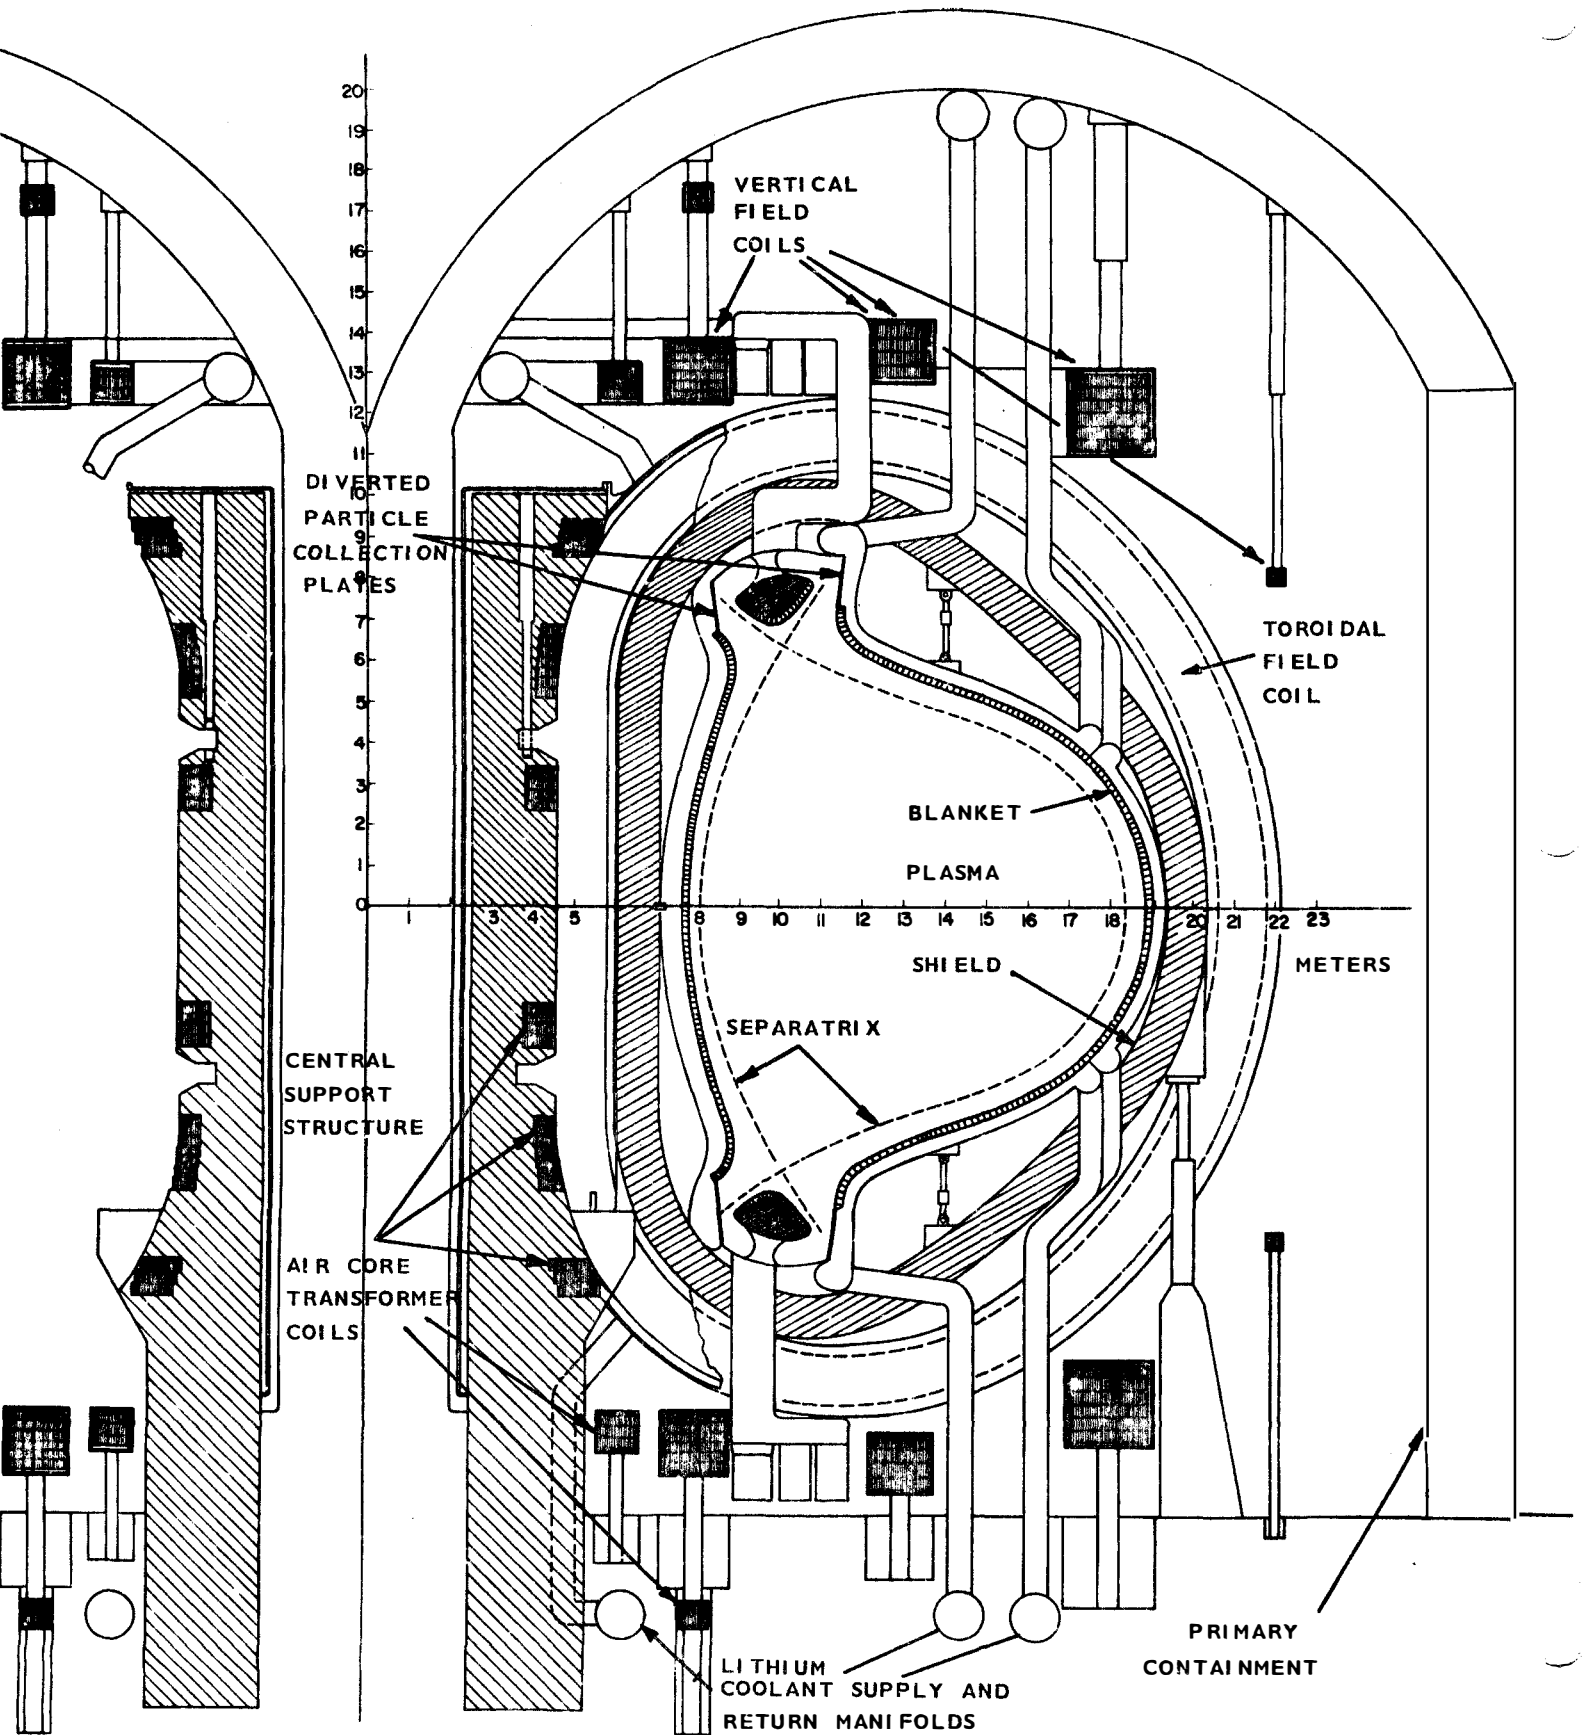 20
19
18
17
16
15
14
13
12
11
10
9
8
7
6
5
4
3
2
1
0
1 3 4 5 8 9 10 11 12 13 14 15 16 17 18 20 21 22 23
METERS
VERTICAL
FIELD
COILS
DIVERTED
PARTICLE
COLLECTION
PLATES
TOROIDAL
FIELD
COIL
BLANKET
PLASMA
SHIELD
SEPARATRIX
CENTRAL
SUPPORT
STRUCTURE
AIR CORE
TRANSFORMER
COILS
LITHIUM
COOLANT SUPPLY AND
RETURN MANIFOLDS
PRIMARY
CONTAINMENT